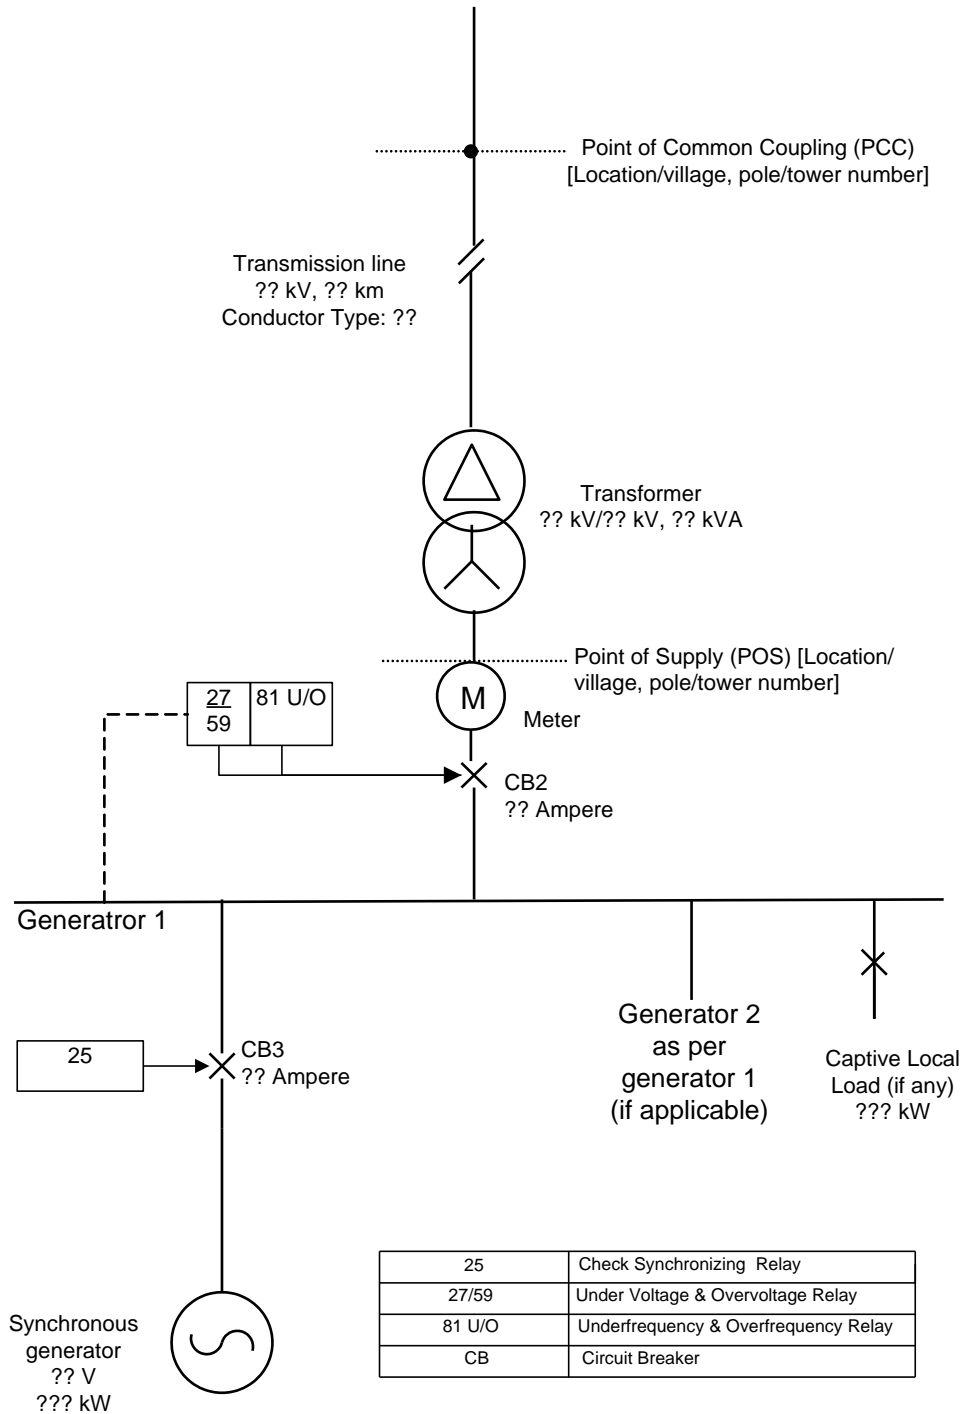 Point of Common Coupling (PCC)
[Location/village, pole/tower number]
Transmission line
?? kV, ?? km
Conductor Type: ??
Transformer
?? kV/?? kV, ?? kVA
Point of Supply (POS) [Location/
village, pole/tower number]
27
59
81 U/O
M
Meter
CB2
?? Ampere
Generatror 1
25
CB3
?? Ampere
Generator 2
as per
generator 1
(if applicable)
Captive Local
Load (if any)
??? kW
25 Check Synchronizing Relay
27/59 Under Voltage & Overvoltage Relay
81 U/O Underfrequency & Overfrequency Relay
CB Circuit Breaker
Synchronous
generator
?? V
??? kW